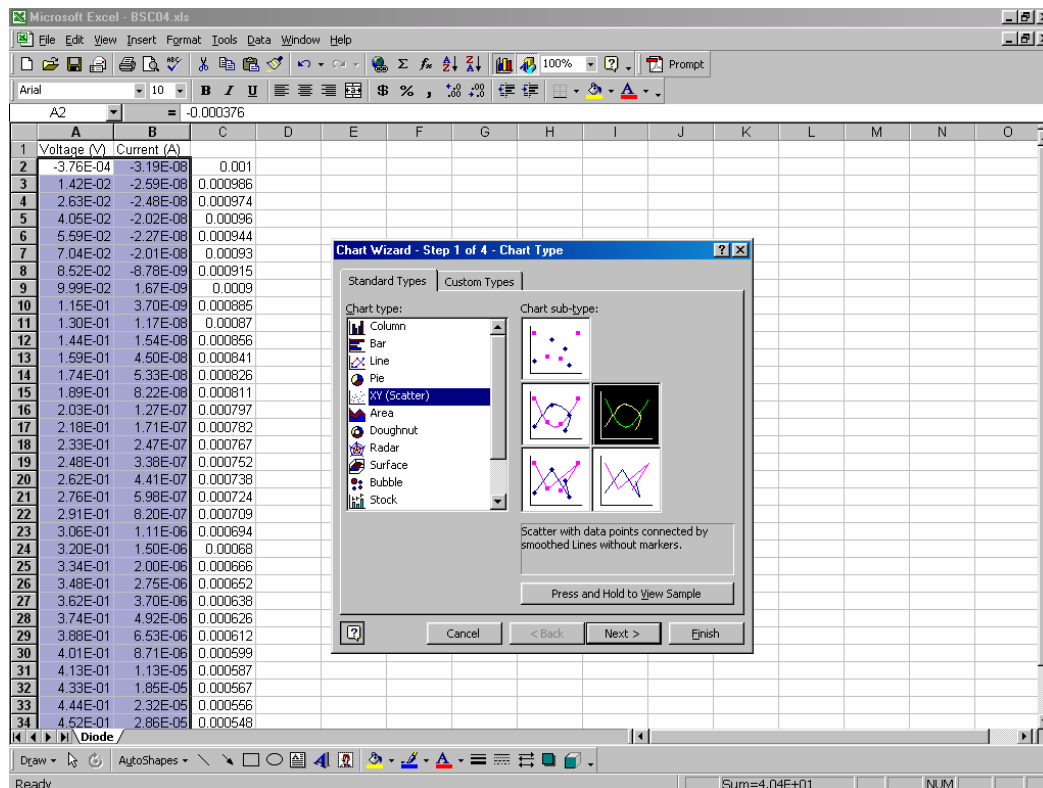 Microsoft Excel - BSC04.xls
File Edit View Insert Format Tools Data Window Help
100% Prompt
Arial 10 B I U $ % ,
A2 = -0.000376
A B C D E F G H I J K L M N O
1 Voltage (V) Current (A)
2 -3.76E-04 -3.19E-08 0.001
3 1.42E-02 -2.59E-08 0.000986
4 2.63E-02 -2.48E-08 0.000974
5 4.05E-02 -2.02E-08 0.00096
6 5.59E-02 -2.27E-08 0.000944
7 7.04E-02 -2.01E-08 0.00093
8 8.52E-02 -8.78E-09 0.000915
9 9.99E-02 1.67E-09 0.0009
10 1.15E-01 3.70E-09 0.000885
11 1.30E-01 1.17E-08 0.00087
12 1.44E-01 1.54E-08 0.000856
13 1.59E-01 4.50E-08 0.000841
14 1.74E-01 5.33E-08 0.000826
15 1.89E-01 8.22E-08 0.000811
16 2.03E-01 1.27E-07 0.000797
17 2.18E-01 1.71E-07 0.000782
18 2.33E-01 2.47E-07 0.000767
19 2.48E-01 3.38E-07 0.000752
20 2.62E-01 4.41E-07 0.000738
21 2.76E-01 5.98E-07 0.000724
22 2.91E-01 8.20E-07 0.000709
23 3.06E-01 1.11E-06 0.000694
24 3.20E-01 1.50E-06 0.00068
25 3.34E-01 2.00E-06 0.000666
26 3.48E-01 2.75E-06 0.000652
27 3.62E-01 3.70E-06 0.000638
28 3.74E-01 4.92E-06 0.000626
29 3.88E-01 6.53E-06 0.000612
30 4.01E-01 8.71E-06 0.000599
31 4.13E-01 1.13E-05 0.000587
32 4.33E-01 1.85E-05 0.000567
33 4.44E-01 2.32E-05 0.000556
34 4.52E-01 2.86E-05 0.000548
Chart Wizard - Step 1 of 4 - Chart Type
Standard Types Custom Types
Chart type:
Column
Bar
Line
Pie
XY (Scatter)
Area
Doughnut
Radar
Surface
Bubble
Stock
Chart sub-type:
Scatter with data points connected by
smoothed Lines without markers.
Press and Hold to View Sample
Cancel < Back Next > Finish
Diode
Draw AutoShapes
Ready Sum=4.04E+01 NUM